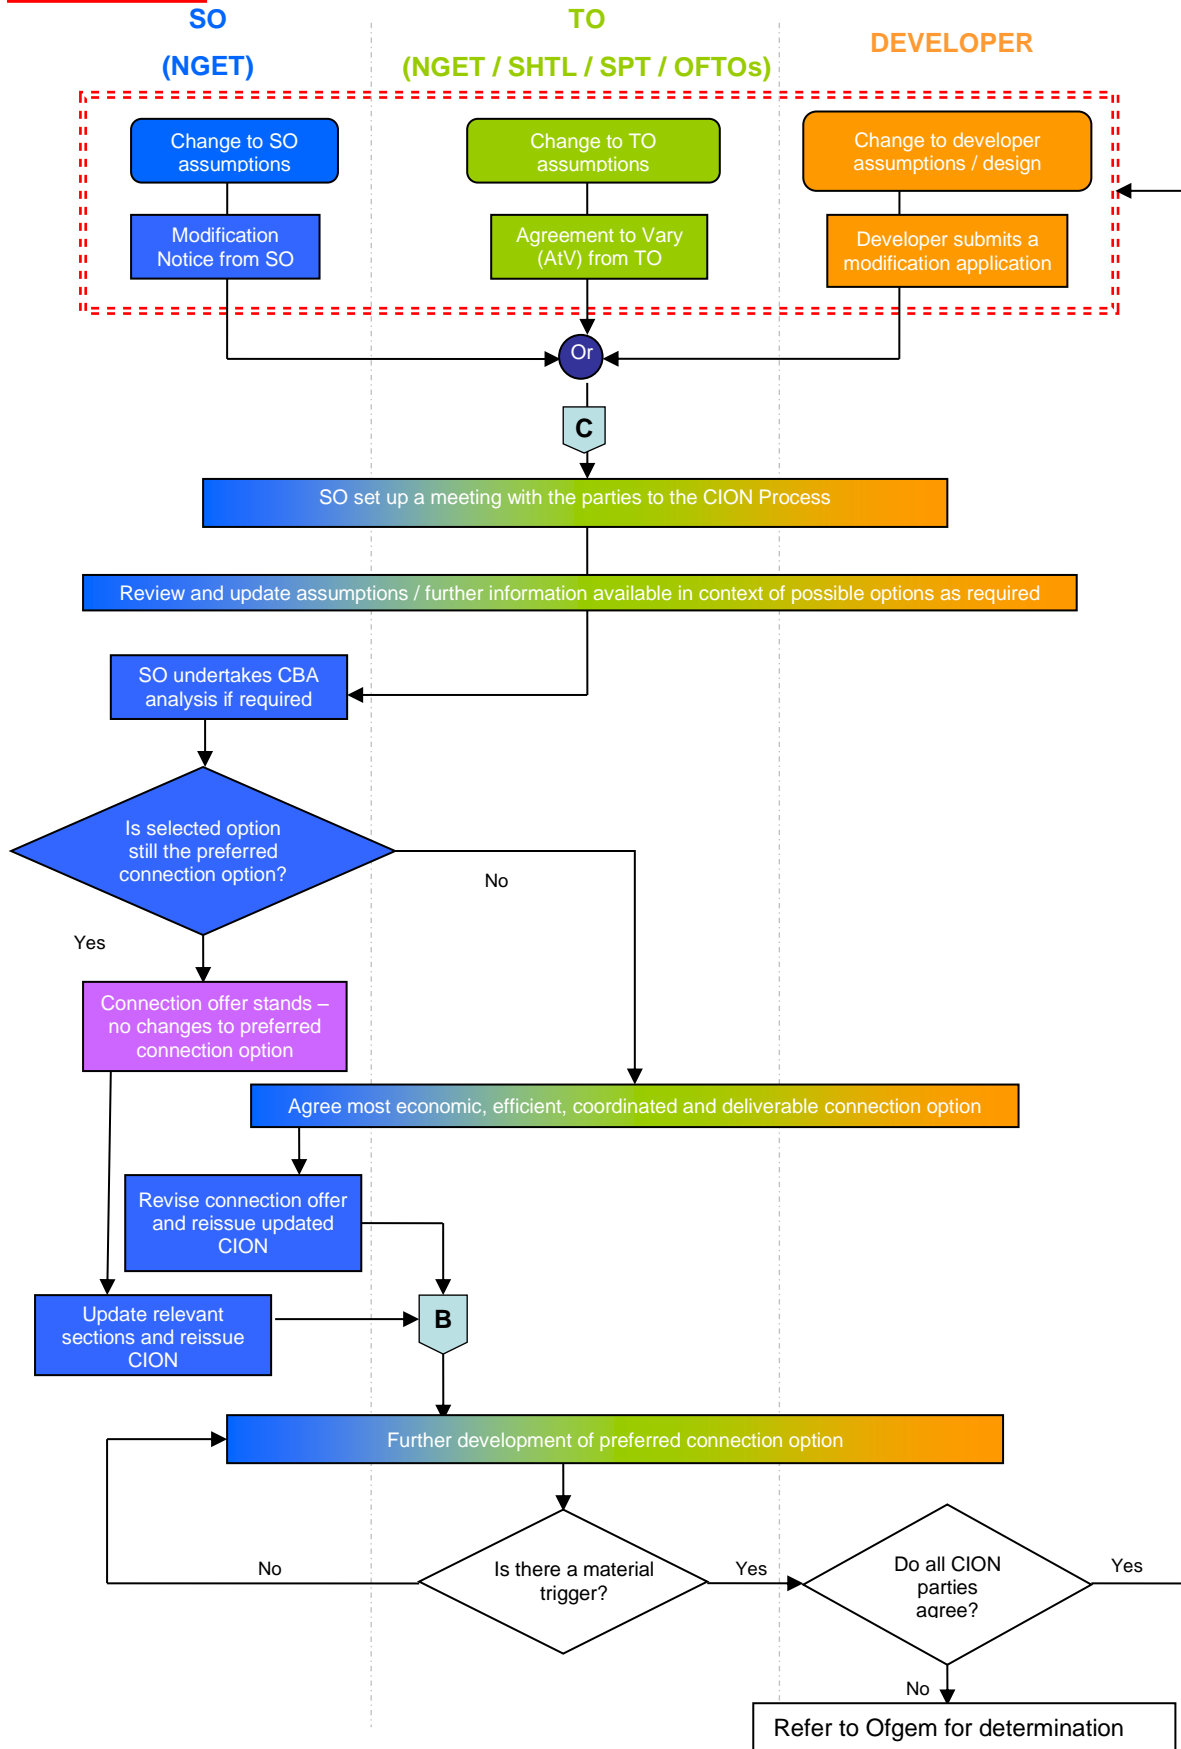 SO
(NGET)
TO
(NGET / SHTL / SPT / OFTOs)
DEVELOPER
Change to SO
assumptions
Change to TO
assumptions
Change to developer
assumptions / design
Modification
Notice from SO
Agreement to Vary
(AtV) from TO
Developer submits a
modification application
Or
C
SO set up a meeting with the parties to the CION Process
Review and update assumptions / further information available in context of possible options as required
SO undertakes CBA
analysis if required
Is selected option
still the preferred
connection option?
No
Yes
Connection offer stands –
no changes to preferred
connection option
Agree most economic, efficient, coordinated and deliverable connection option
Revise connection offer
and reissue updated
CION
Update relevant
sections and reissue
CION
B
Further development of preferred connection option
No
Is there a material
trigger?
Yes
Do all CION
parties
agree?
Yes
No
Refer to Ofgem for determination